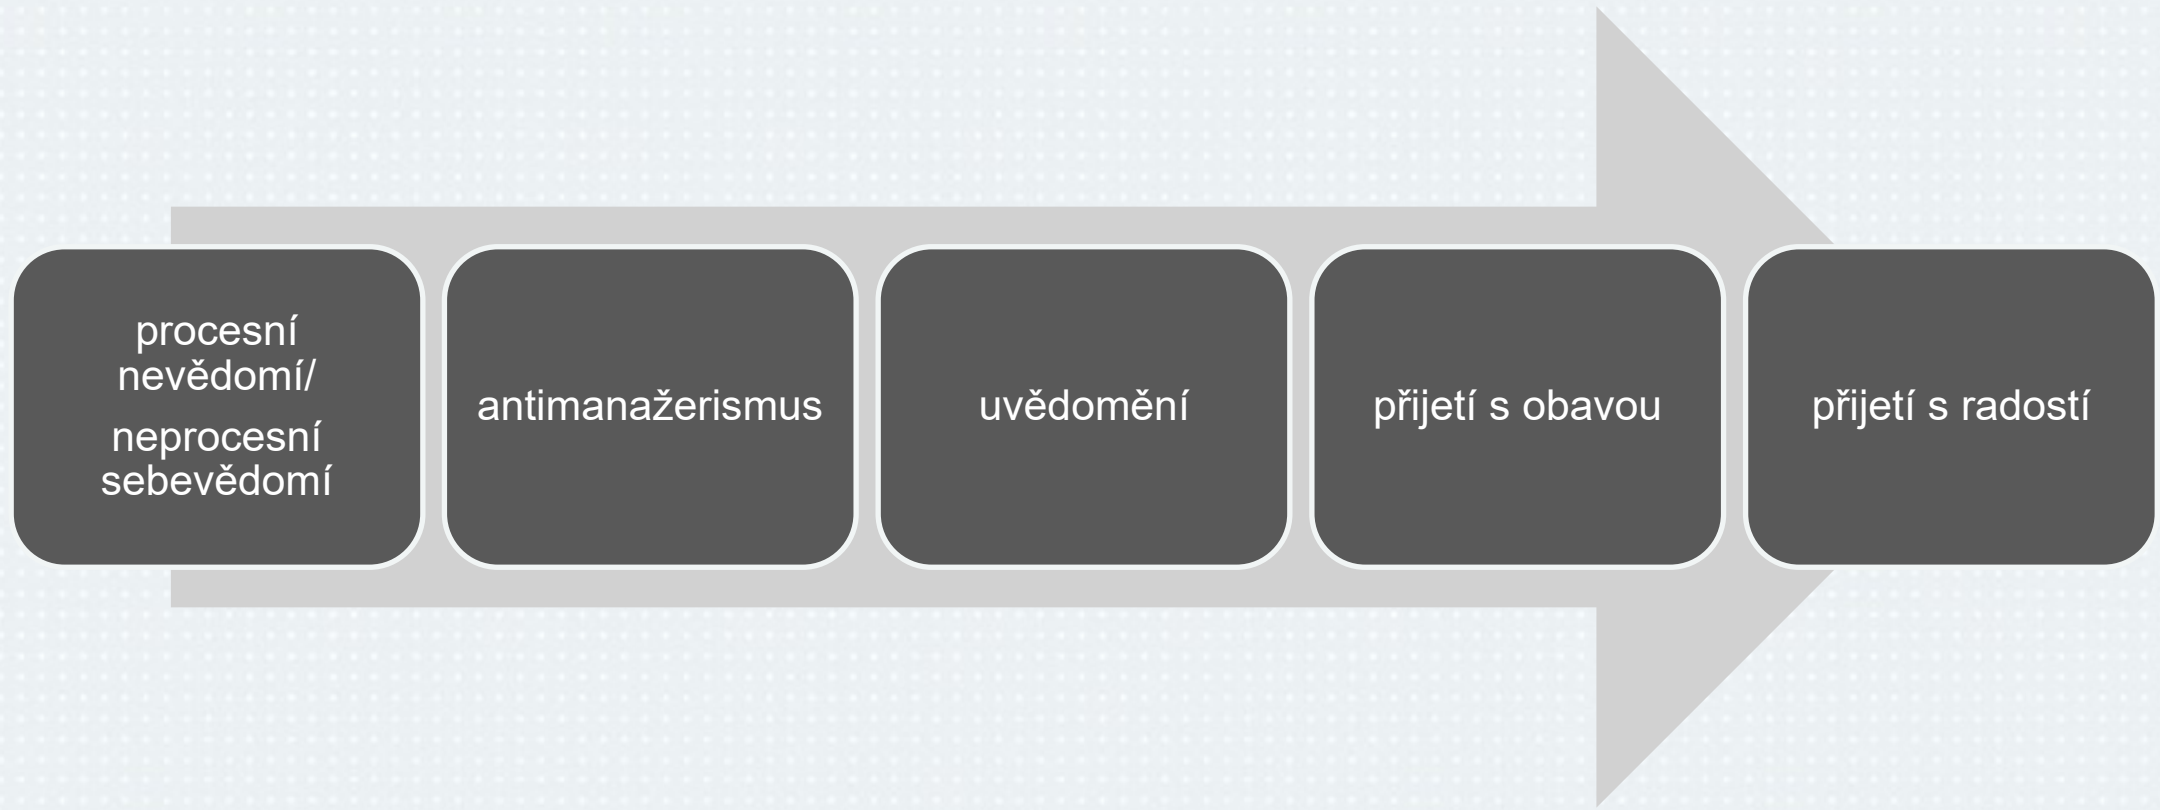 procesní
nevědomí/
neprocesní
sebevědomí
antimanažerismus
uvědomění
přijetí s obavou
přijetí s radostí